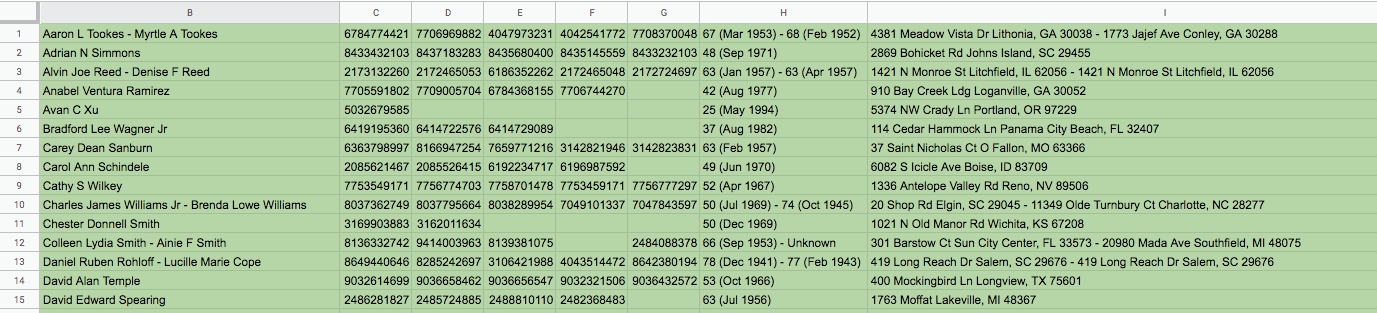 B C D E F G H I
1 Aaron L Tookes - Myrtle A Tookes 6784774421 7706969882 4047973231 4042541772 7708370048 67 (Mar 1953) - 68 (Feb 1952) 4381 Meadow Vista Dr Lithonia, GA 30038 - 1773 Jajef Ave Conley, GA 30288
2 Adrian N Simmons 8433432103 8437183283 8435680400 8435145559 8433232103 48 (Sep 1971) 2869 Bohicket Rd Johns Island, SC 29455
3 Alvin Joe Reed - Denise F Reed 2173132260 2172465053 6186352262 2172465048 2172724697 63 (Jan 1957) - 63 (Apr 1957) 1421 N Monroe St Litchfield, IL 62056 - 1421 N Monroe St Litchfield, IL 62056
4 Anabel Ventura Ramirez 7705591802 7709005704 6784368155 7706744270 42 (Aug 1977) 910 Bay Creek Ldg Loganville, GA 30052
5 Avan C Xu 5032679585 25 (May 1994) 5374 NW Crady Ln Portland, OR 97229
6 Bradford Lee Wagner Jr 6419195360 6414722576 6414729089 37 (Aug 1982) 114 Cedar Hammock Ln Panama City Beach, FL 32407
7 Carey Dean Sanburn 6363798997 8166947254 7659771216 3142821946 3142823831 63 (Feb 1957) 37 Saint Nicholas Ct O Fallon, MO 63366
8 Carol Ann Schindele 2085621467 2085526415 6192234717 6196987592 49 (Jun 1970) 6082 S Icicle Ave Boise, ID 83709
9 Cathy S Wilkey 7753549171 7756774703 7758701478 7753459171 7756777297 52 (Apr 1967) 1336 Antelope Valley Rd Reno, NV 89506
10 Charles James Williams Jr - Brenda Lowe Williams 8037362749 8037795664 8038289954 7049101337 7047843597 50 (Jul 1969) - 74 (Oct 1945) 20 Shop Rd Elgin, SC 29045 - 11349 Olde Turnbury Ct Charlotte, NC 28277
11 Chester Donnell Smith 3169903883 3162011634 50 (Dec 1969) 1021 N Old Manor Rd Wichita, KS 67208
12 Colleen Lydia Smith - Ainie F Smith 8136332742 9414003963 8139381075 2484088378 66 (Sep 1953) - Unknown 301 Barstow Ct Sun City Center, FL 33573 - 20980 Mada Ave Southfield, MI 48075
13 Daniel Ruben Rohloff - Lucille Marie Cope 8649440646 8285242697 3106421988 4043514472 8642380194 78 (Dec 1941) - 77 (Feb 1943) 419 Long Reach Dr Salem, SC 29676 - 419 Long Reach Dr Salem, SC 29676
14 David Alan Temple 9032614699 9036658462 9036656547 9032321506 9036432572 53 (Oct 1966) 400 Mockingbird Ln Longview, TX 75601
15 David Edward Spearing 2486281827 2485724885 2488810110 2482368483 63 (Jul 1956) 1763 Moffat Lakeville, MI 48367